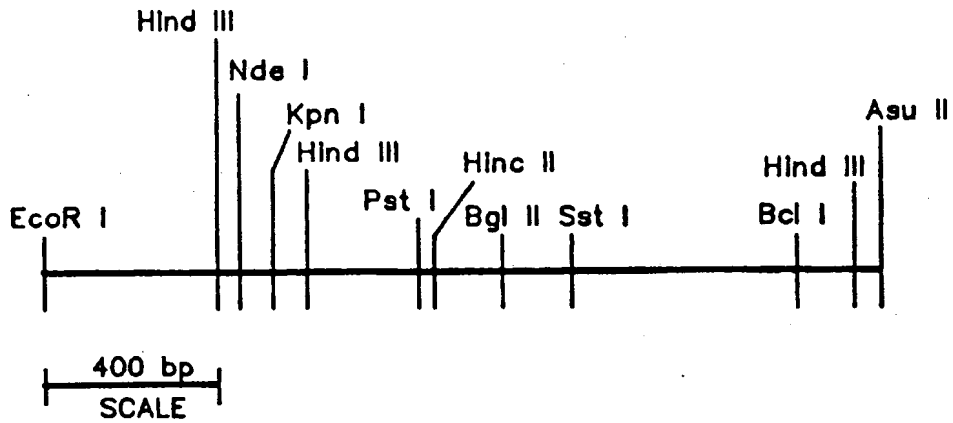 Hind III
Nde I
Kpn I
Hind III
Pst I
Hinc II
Bgl II
Sst I
EcoR I
Bcl I
Hind III
Asu II
400 bp
SCALE